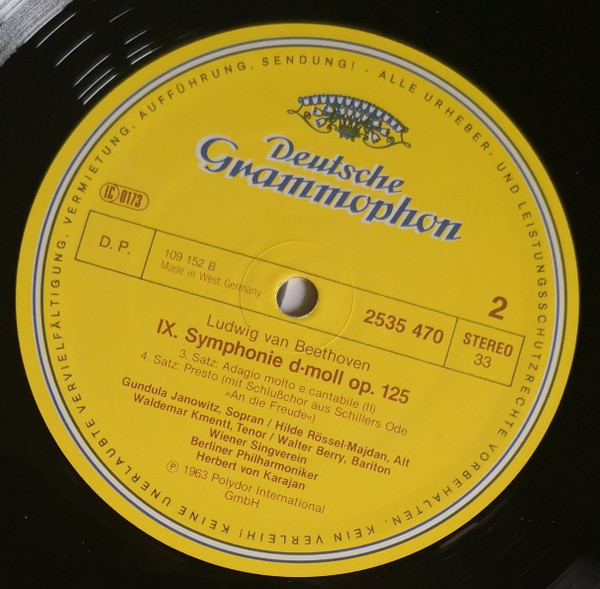 KEINE UNERLAUBTE VERVIELFÄLTIGUNG, VERMIETUNG, AUFFÜHRUNG, SENDUNG! · ALLE URHEBER- UND LEISTUNGSSCHUTZRECHTE VORBEHALTEN. KEIN VERLEIH!
Deutsche
Grammophon
LC 0173
D. P.
109 152 B
Made in West Germany
2535 470
2
STEREO
33
Ludwig van Beethoven
IX. Symphonie d-moll op. 125
3. Satz: Adagio molto e cantabile (II)
4. Satz: Presto (mit Schlußchor aus Schillers Ode
»An die Freude«)
Gundula Janowitz, Sopran / Hilde Rössel-Majdan, Alt
Waldemar Kmentt, Tenor / Walter Berry, Bariton
Wiener Singverein
Berliner Philharmoniker
Herbert von Karajan
Ⓟ 1963 Polydor International
GmbH